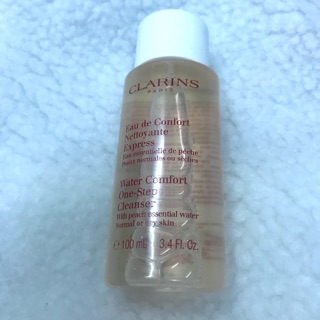 CLARINS
PARIS
Eau de Confort
Nettoyante
Express
Eau essentielle de pêche
Peaux normales ou sèches
Water Comfort
One-Step
Cleanser
With peach essential water
Normal or dry skin
e 100 ml 3.4 Fl. Oz.